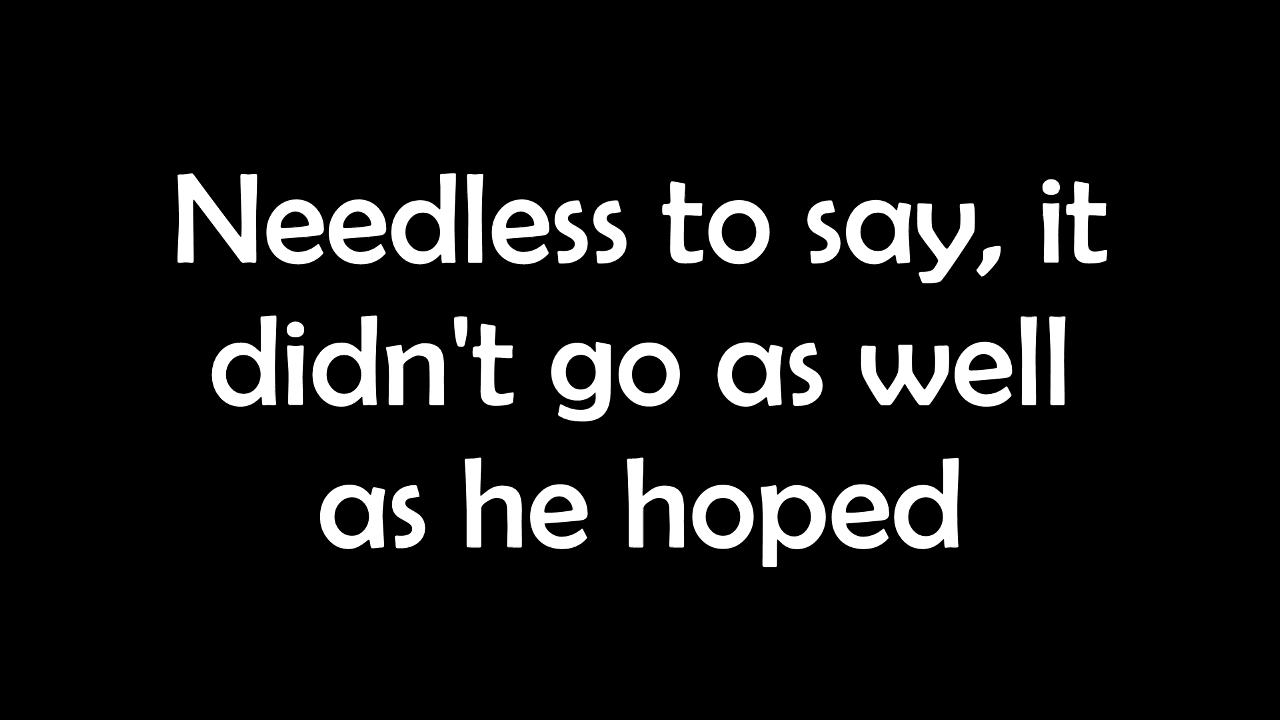 Needless to say, it
didn't go as well
as he hoped